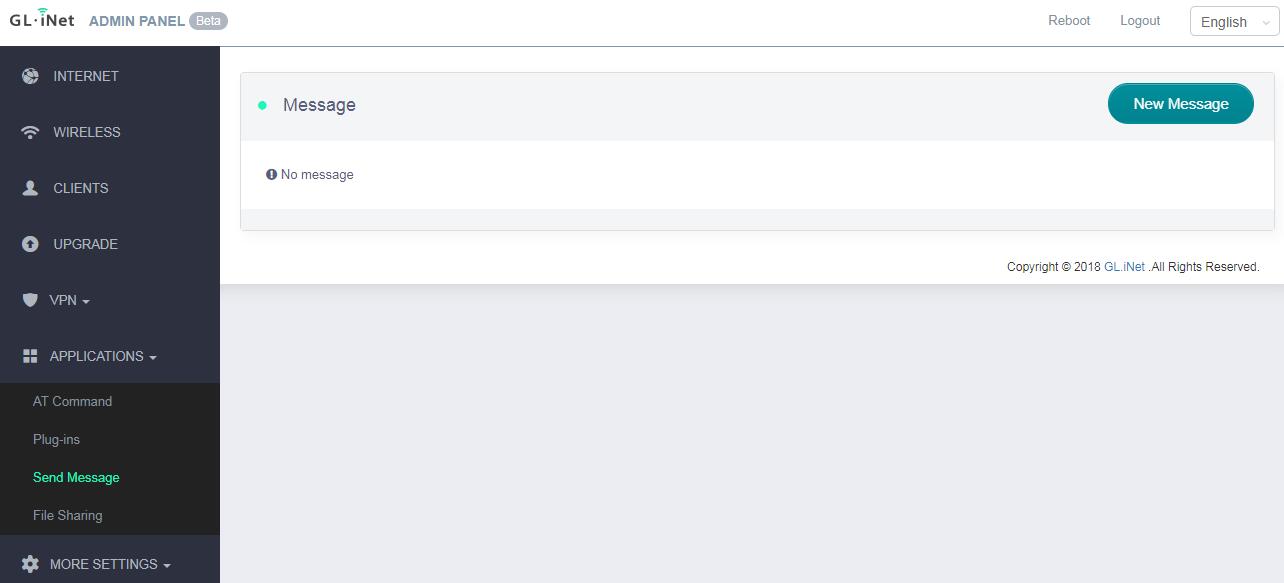 GL·iNet ADMIN PANEL Beta Reboot Logout English
INTERNET
WIRELESS
CLIENTS
UPGRADE
VPN
APPLICATIONS
AT Command
Plug-ins
Send Message
File Sharing
MORE SETTINGS
Message New Message
No message
Copyright © 2018 GL.iNet .All Rights Reserved.